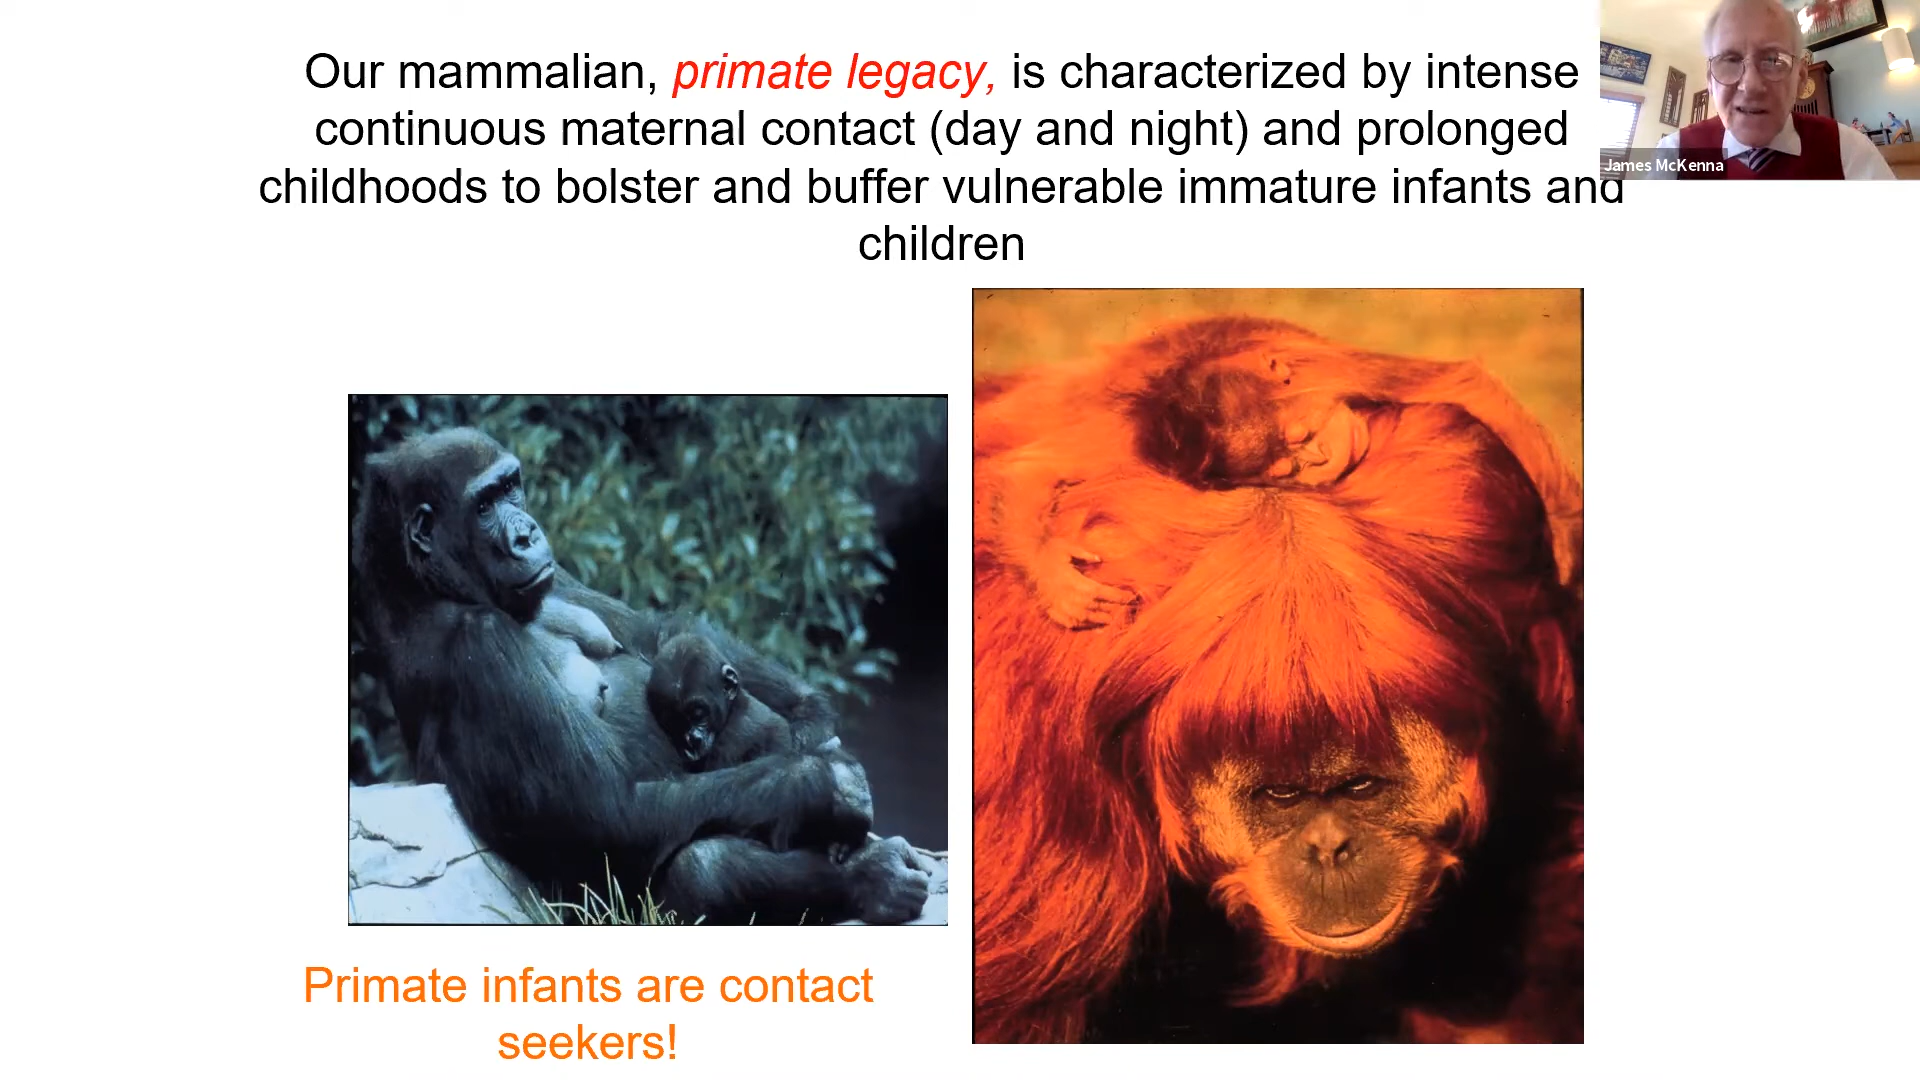 Our mammalian, primate legacy, is characterized by intense
continuous maternal contact (day and night) and prolonged
childhoods to bolster and buffer vulnerable immature infants and
children
James McKenna
Primate infants are contact
seekers!